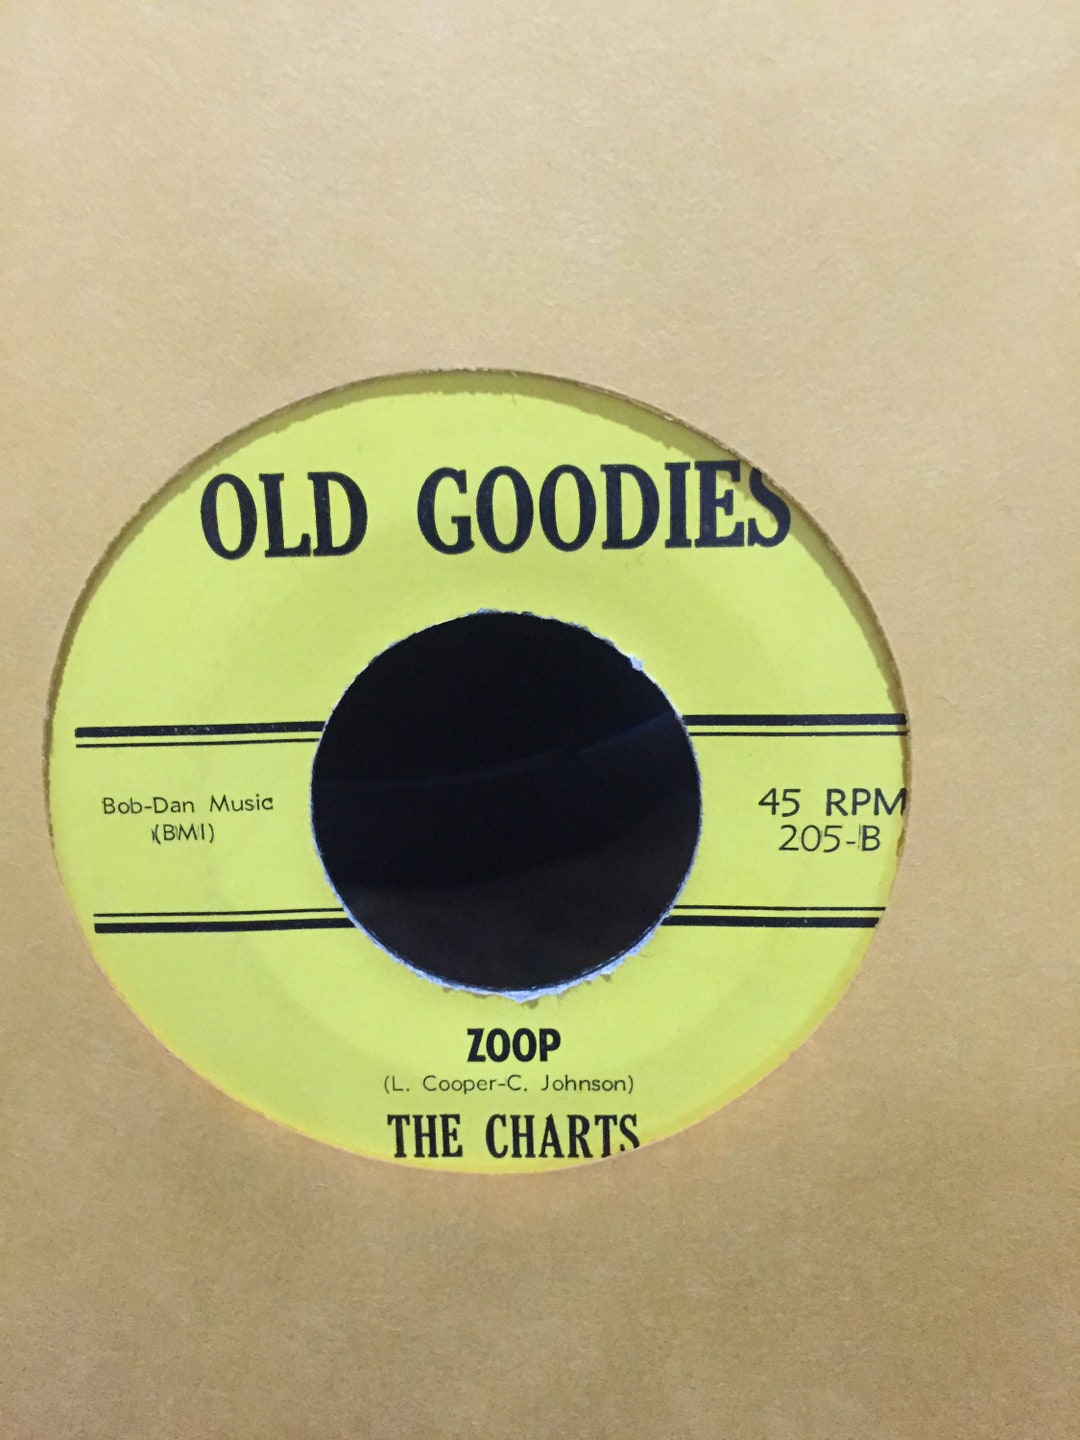 OLD GOODIES
Bob-Dan Music
(BMI)
45 RPM
205-B
ZOOP
(L. Cooper-C. Johnson)
THE CHARTS